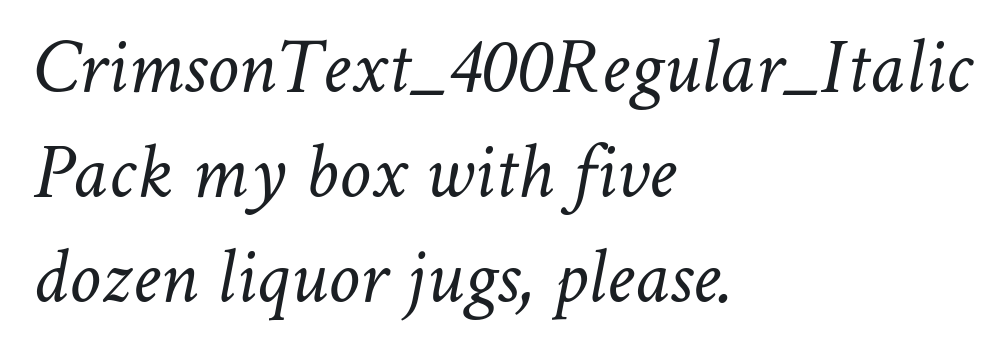 CrimsonText_400Regular_Italic
Pack my box with five
dozen liquor jugs, please.